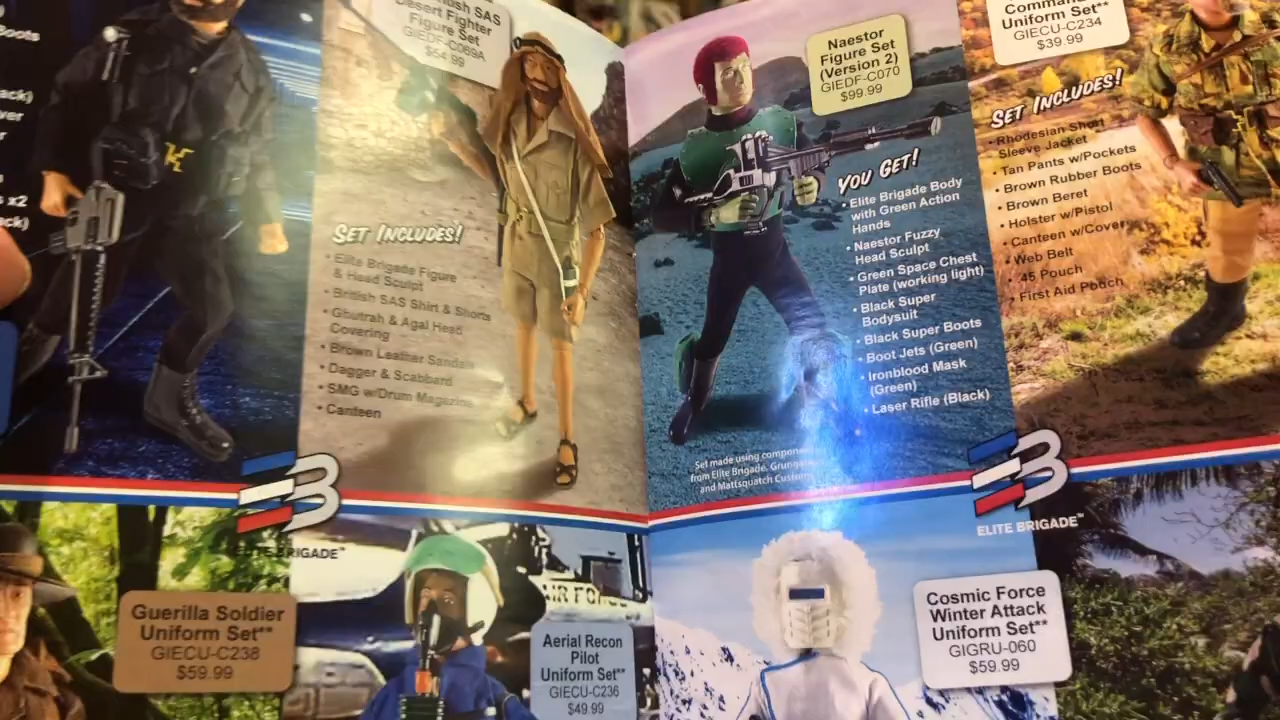 Boots
ack)
ver
r
s x2
ack)
ish SAS
Desert Fighter
Figure Set
GIEDF-C069A
$54.99
SET INCLUDES!
• Elite Brigade Figure
& Head Sculpt
• British SAS Shirt & Shorts
• Ghutrah & Agal Head
Covering
• Brown Leather Sandals
• Dagger & Scabbard
• SMG w/Drum Magazine
• Canteen
Naestor
Figure Set
(Version 2)
GIEDF-C070
$99.99
YOU GET!
• Elite Brigade Body
with Green Action
Hands
• Naestor Fuzzy
Head Sculpt
• Green Space Chest
Plate (working light)
• Black Super
Bodysuit
• Black Super Boots
• Boot Jets (Green)
• Ironblood Mask
(Green)
• Laser Rifle (Black)
Set made using compon
from Elite Brigade, Grung
and Mattsquatch Custom
Comman
Uniform Set**
GIECU-C234
$39.99
SET INCLUDES!
• Rhodesian Short
Sleeve Jacket
• Tan Pants w/Pockets
• Brown Rubber Boots
• Brown Beret
• Holster w/Pistol
• Canteen w/Cover
• Web Belt
• .45 Pouch
• First Aid Pouch
ELITE BRIGADE™
ELITE BRIGADE™
Guerilla Soldier
Uniform Set**
GIECU-C238
$59.99
AIR FORCE
Aerial Recon
Pilot
Uniform Set**
GIECU-C236
$49.99
Cosmic Force
Winter Attack
Uniform Set**
GIGRU-060
$59.99